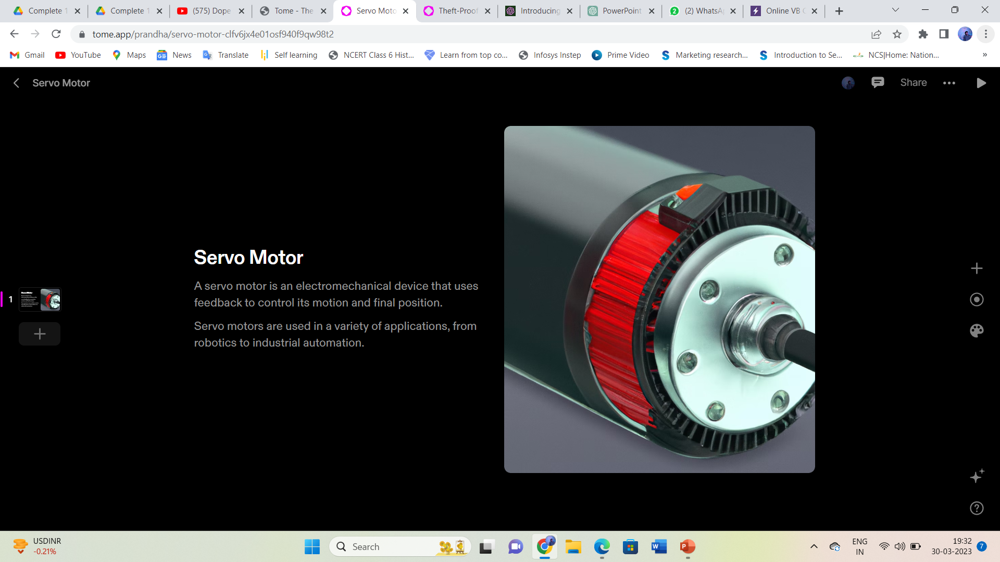 Complete 1
Complete 1
(575) Dope
Tome - The
Servo Moto
Theft-Proof
Introducing
PowerPoint
(2) WhatsA
Online VB C
tome.app/prandha/servo-motor-clfv6jx4e01osf940f9qw98t2
Gmail YouTube Maps News Translate Self learning NCERT Class 6 Hist... Learn from top co... Infosys Instep Prime Video Marketing research... Introduction to Se... NCS|Home: Nation... »
Servo Motor
Share
Servo Motor
A servo motor is an electromechanical device that uses
feedback to control its motion and final position.
Servo motors are used in a variety of applications, from
robotics to industrial automation.
1
USDINR
-0.21%
Search
ENG
IN
19:32
30-03-2023
7